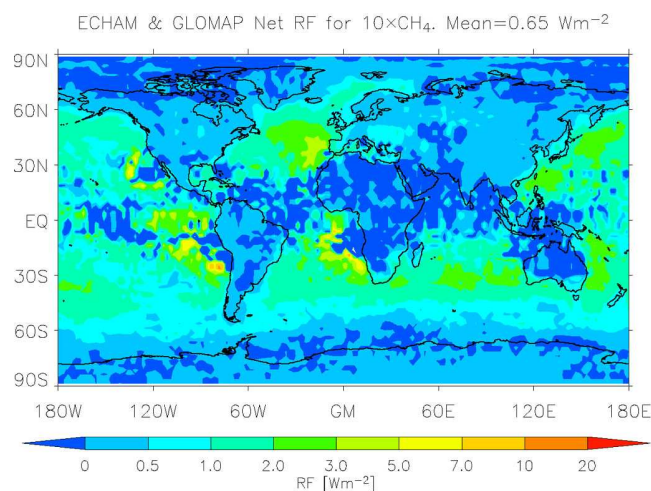 ECHAM & GLOMAP Net RF for 10×CH₄. Mean=0.65 Wm⁻²
90N
60N
30N
EQ
30S
60S
90S
180W 120W 60W GM 60E 120E 180E
0 0.5 1.0 2.0 3.0 5.0 7.0 10 20
RF [Wm⁻²]